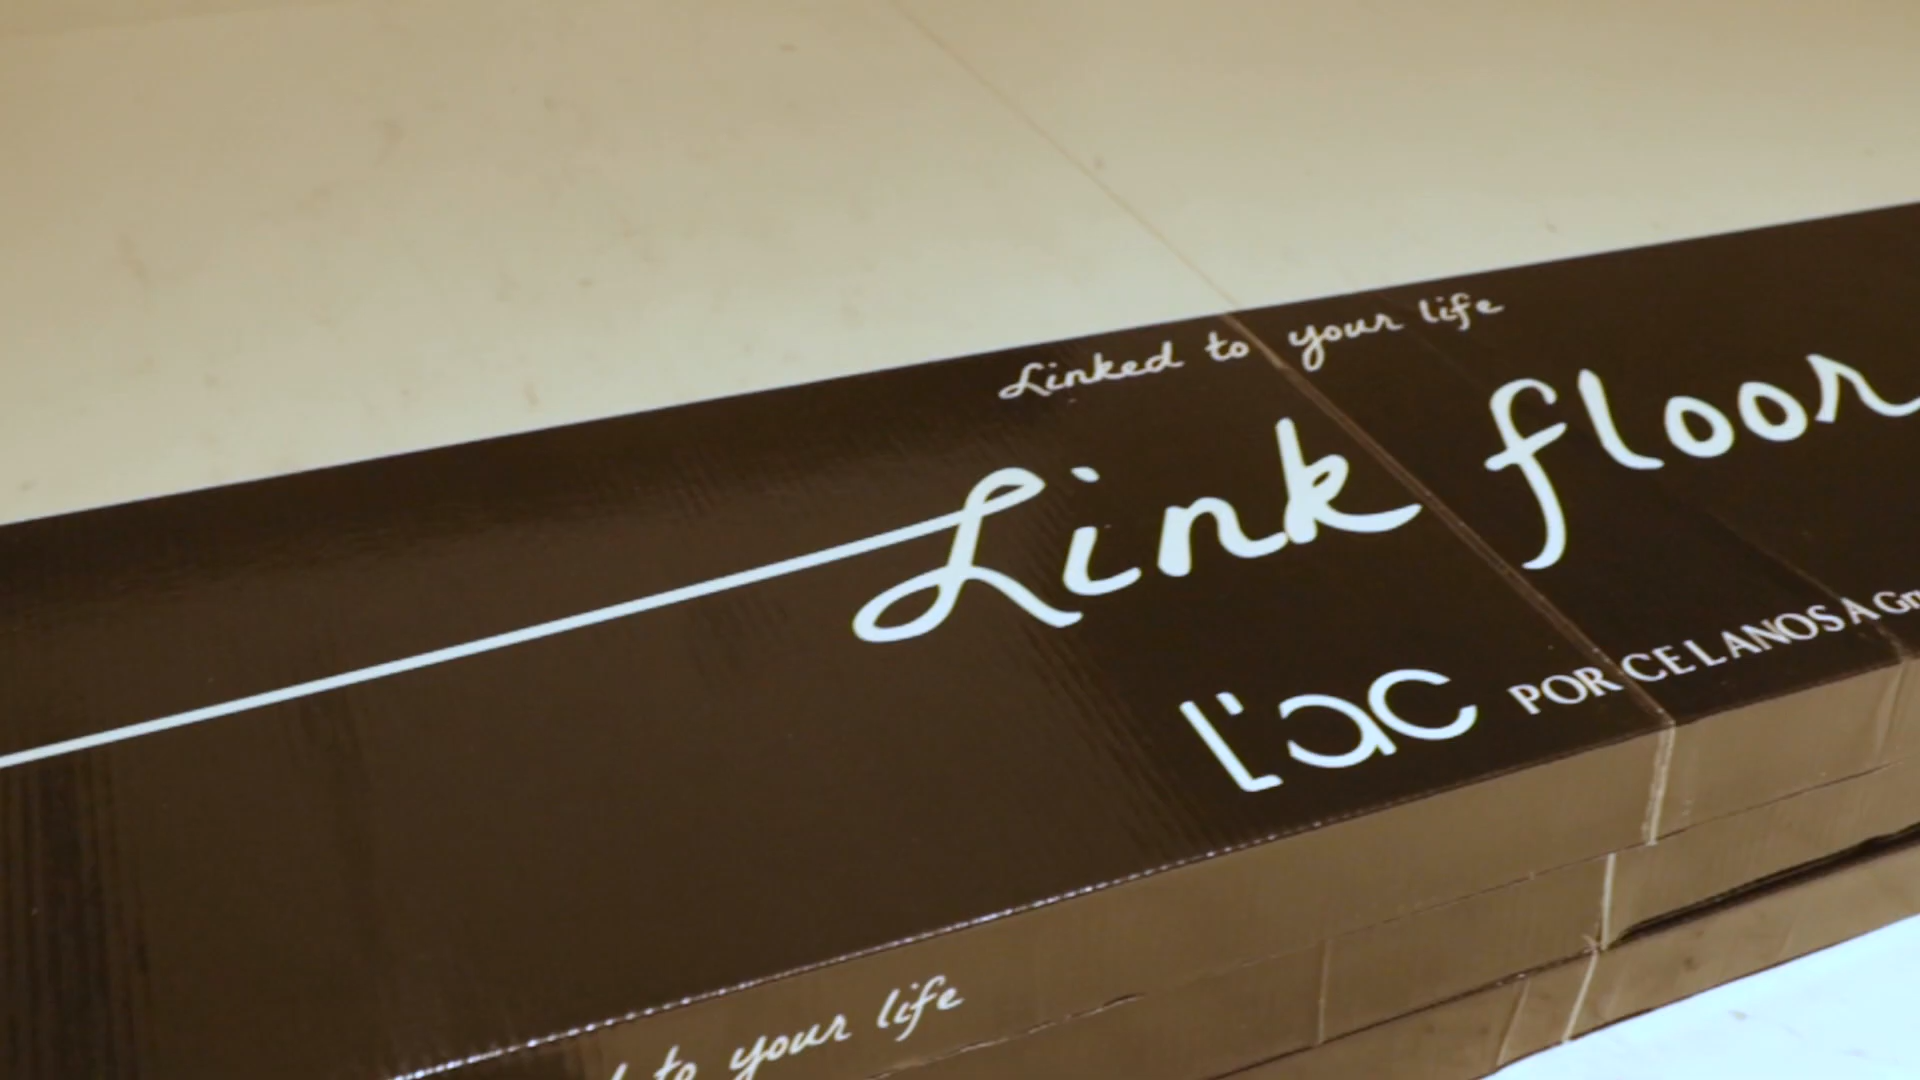 Linked to your life
Link floor
L'ac PORCELANOSA
to your life